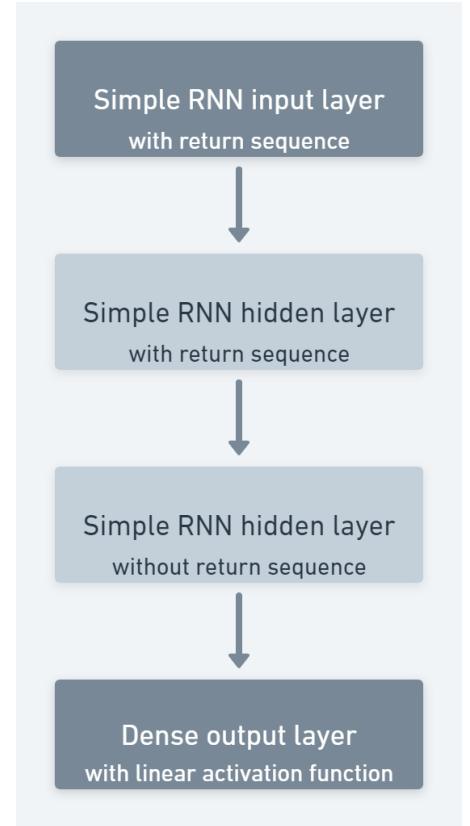 Simple RNN input layer
with return sequence
Simple RNN hidden layer
with return sequence
Simple RNN hidden layer
without return sequence
Dense output layer
with linear activation function